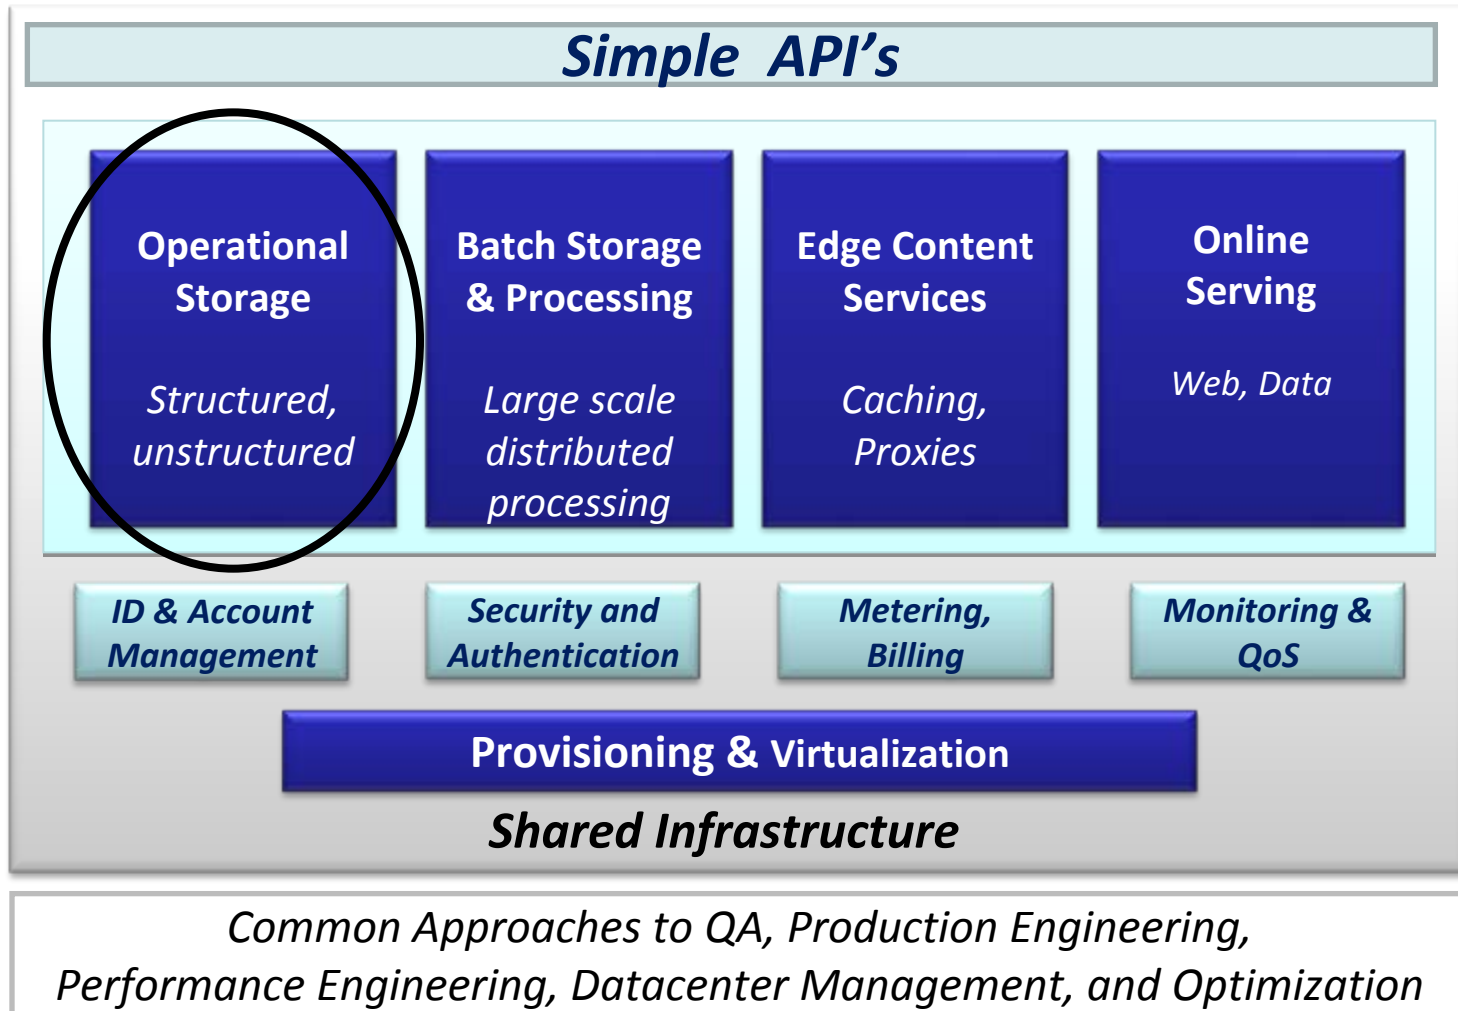 Simple API’s
Operational
Storage
Structured,
unstructured
Batch Storage
& Processing
Large scale
distributed
processing
Edge Content
Services
Caching,
Proxies
Online
Serving
Web, Data
ID & Account
Management
Security and
Authentication
Metering,
Billing
Monitoring &
QoS
Provisioning & Virtualization
Shared Infrastructure
Common Approaches to QA, Production Engineering,
Performance Engineering, Datacenter Management, and Optimization